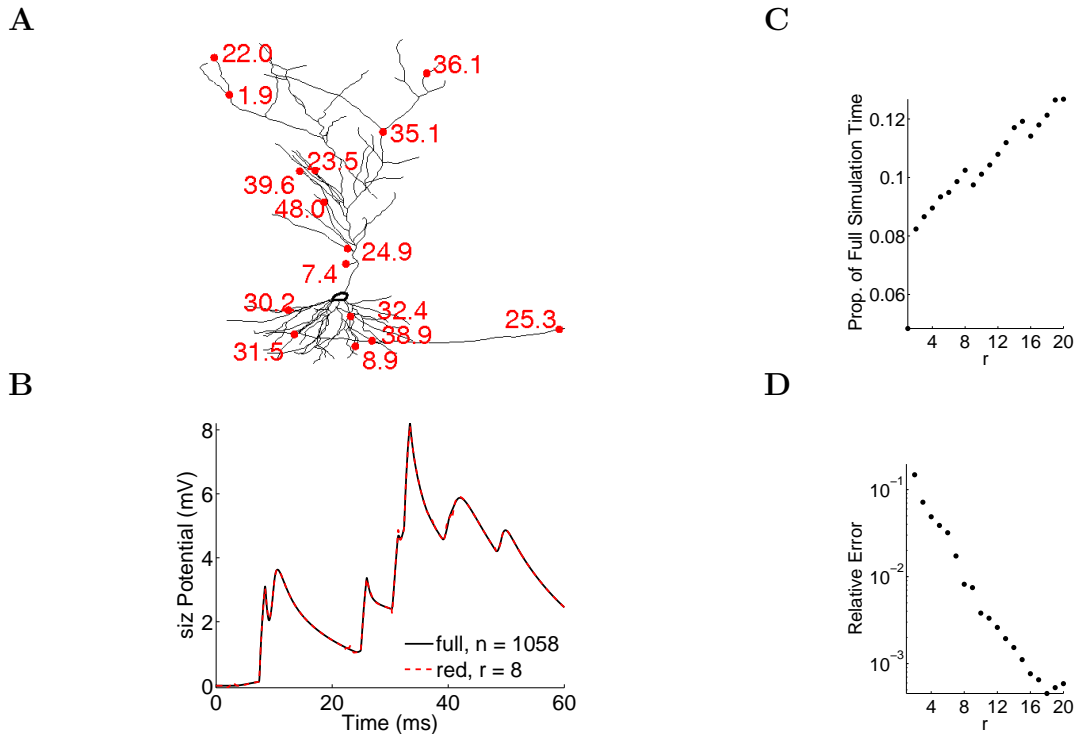 A
22.0
1.9
36.1
35.1
23.5
39.6
48.0
24.9
7.4
30.2
32.4
25.3
31.5
38.9
8.9
B
siz Potential (mV)
8
6
4
2
0
full, n = 1058
red, r = 8
0 20 40 60
Time (ms)
C
Prop. of Full Simulation Time
0.12
0.1
0.08
0.06
4 8 12 16 20
r
D
Relative Error
10⁻¹
10⁻²
10⁻³
4 8 12 16 20
r